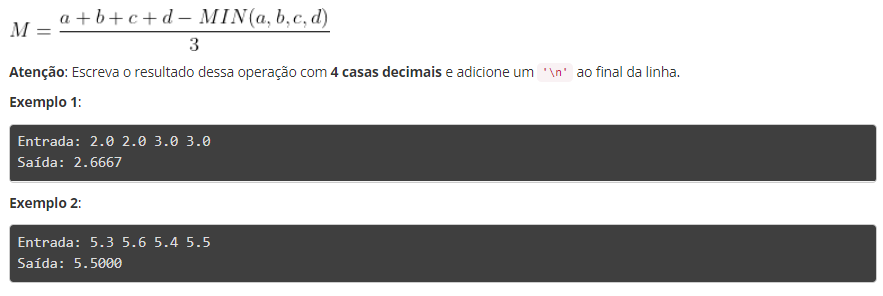 M = \frac{a + b + c + d - MIN(a, b, c, d)}{3}
Atenção: Escreva o resultado dessa operação com 4 casas decimais e adicione um '\n' ao final da linha.
Exemplo 1:
Entrada: 2.0 2.0 3.0 3.0
Saída: 2.6667
Exemplo 2:
Entrada: 5.3 5.6 5.4 5.5
Saída: 5.5000